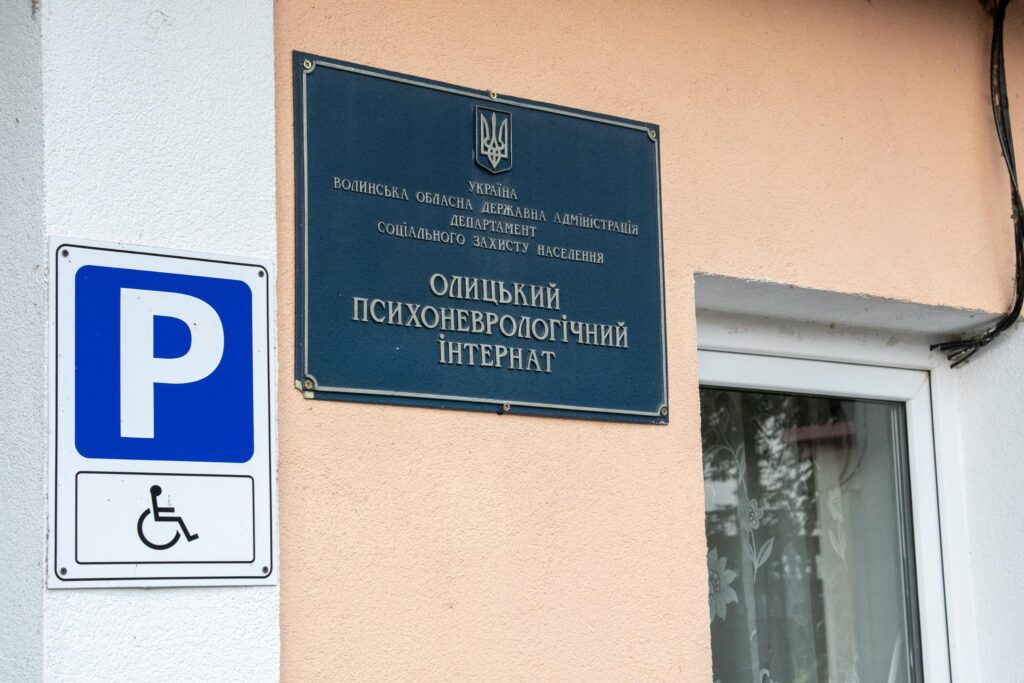 P
УКРАЇНА
ВОЛИНСЬКА ОБЛАСНА ДЕРЖАВНА АДМІНІСТРАЦІЯ
ДЕПАРТАМЕНТ
СОЦІАЛЬНОГО ЗАХИСТУ НАСЕЛЕННЯ
ОЛИЦЬКИЙ
ПСИХОНЕВРОЛОГІЧНИЙ
ІНТЕРНАТ